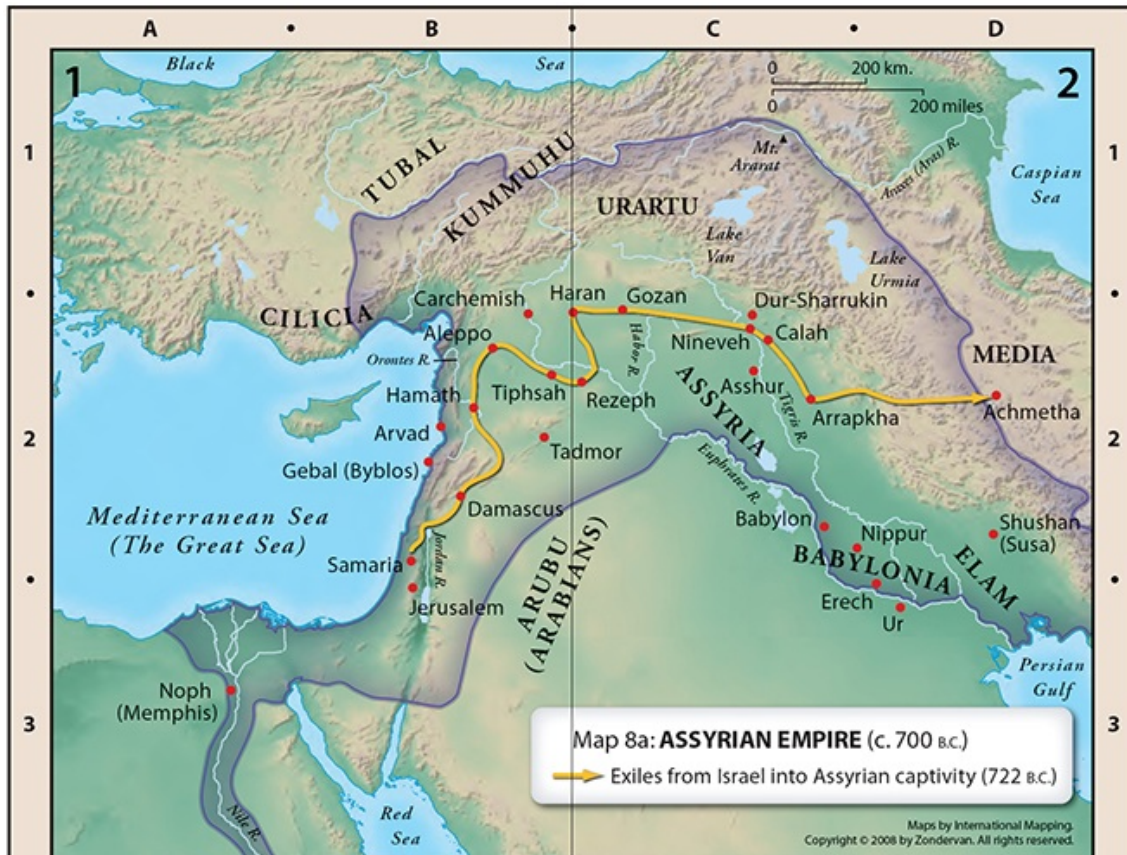 A
B
C
D
1
2
Black
Sea
0
200 km.
0
200 miles
1
1
TUBAL
KUMMUHU
Mt.
Ararat
Araxes (Aras) R.
Caspian
Sea
URARTU
Lake
Van
Lake
Urmia
CILICIA
Carchemish
Haran
Gozan
Dur-Sharrukin
Aleppo
Nineveh
Calah
MEDIA
Orontes R.
Habor R.
Hamath
Tiphsah
Rezeph
ASSYRIA
Asshur
Tigris R.
Arrapkha
Achmetha
2
2
Arvad
Tadmor
Gebal (Byblos)
Euphrates R.
Damascus
Mediterranean Sea
(The Great Sea)
Babylon
Nippur
Shushan
(Susa)
Samaria
Jordan R.
ARUBU
(ARABIANS)
BABYLONIA
ELAM
Jerusalem
Erech
Ur
Persian
Gulf
Noph
(Memphis)
3
3
Nile R.
Red
Sea
Map 8a: ASSYRIAN EMPIRE (c. 700 B.C.)
Exiles from Israel into Assyrian captivity (722 B.C.)
Maps by International Mapping.
Copyright © 2008 by Zondervan. All rights reserved.